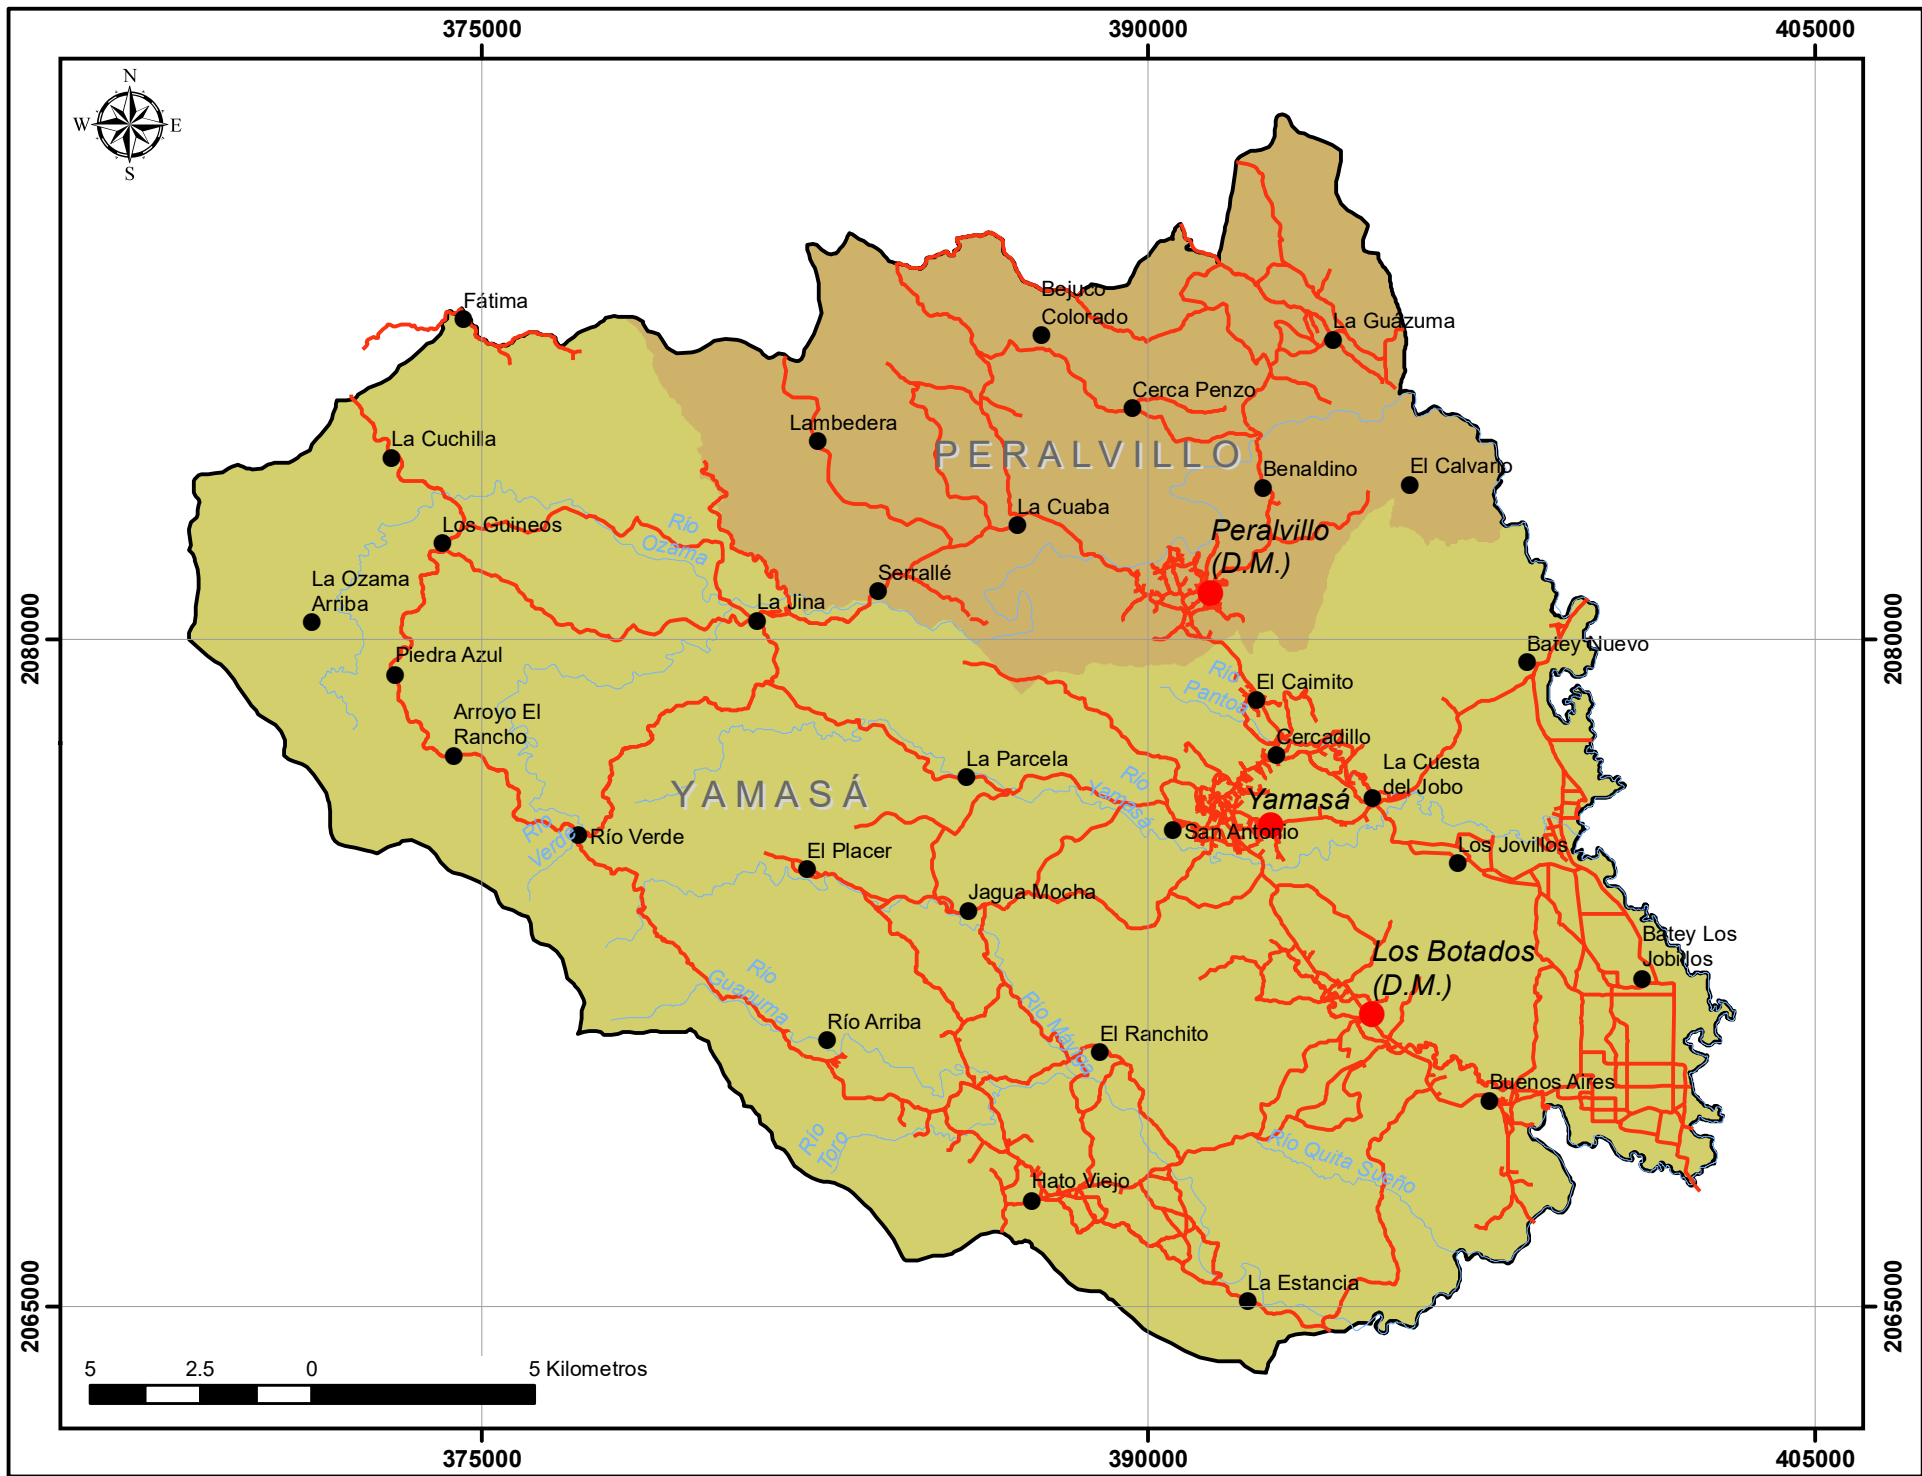 375000
390000
405000
N
W
E
S
Fátima
Bejuco
Colorado
La Guázuma
Cerca Penzo
Lambedera
La Cuchilla
PERALVILLO
Benaldino
El Calvario
La Cuaba
Los Guineos
Río
Ozama
Peralvillo
(D.M.)
La Ozama
Arriba
Serrallé
La Jina
2080000
2080000
Batey Nuevo
Piedra Azul
Río
Pantoa
El Caimito
Arroyo El
Rancho
Cercadillo
La Parcela
La Cuesta
del Jobo
Río
Yamasá
YAMASÁ
Yamasá
San Antonio
Río
Verde
Río Verde
El Placer
Los Jovillos
Jagua Mocha
Batey Los
Jobillos
Los Botados
(D.M.)
Río
Guanuma
Río Mayiga
Río Arriba
El Ranchito
Buenos Aires
Río
Toro
Río Quita Sueño
Hato Viejo
La Estancia
2065000
2065000
5
2.5
0
5 Kilometros
375000
390000
405000